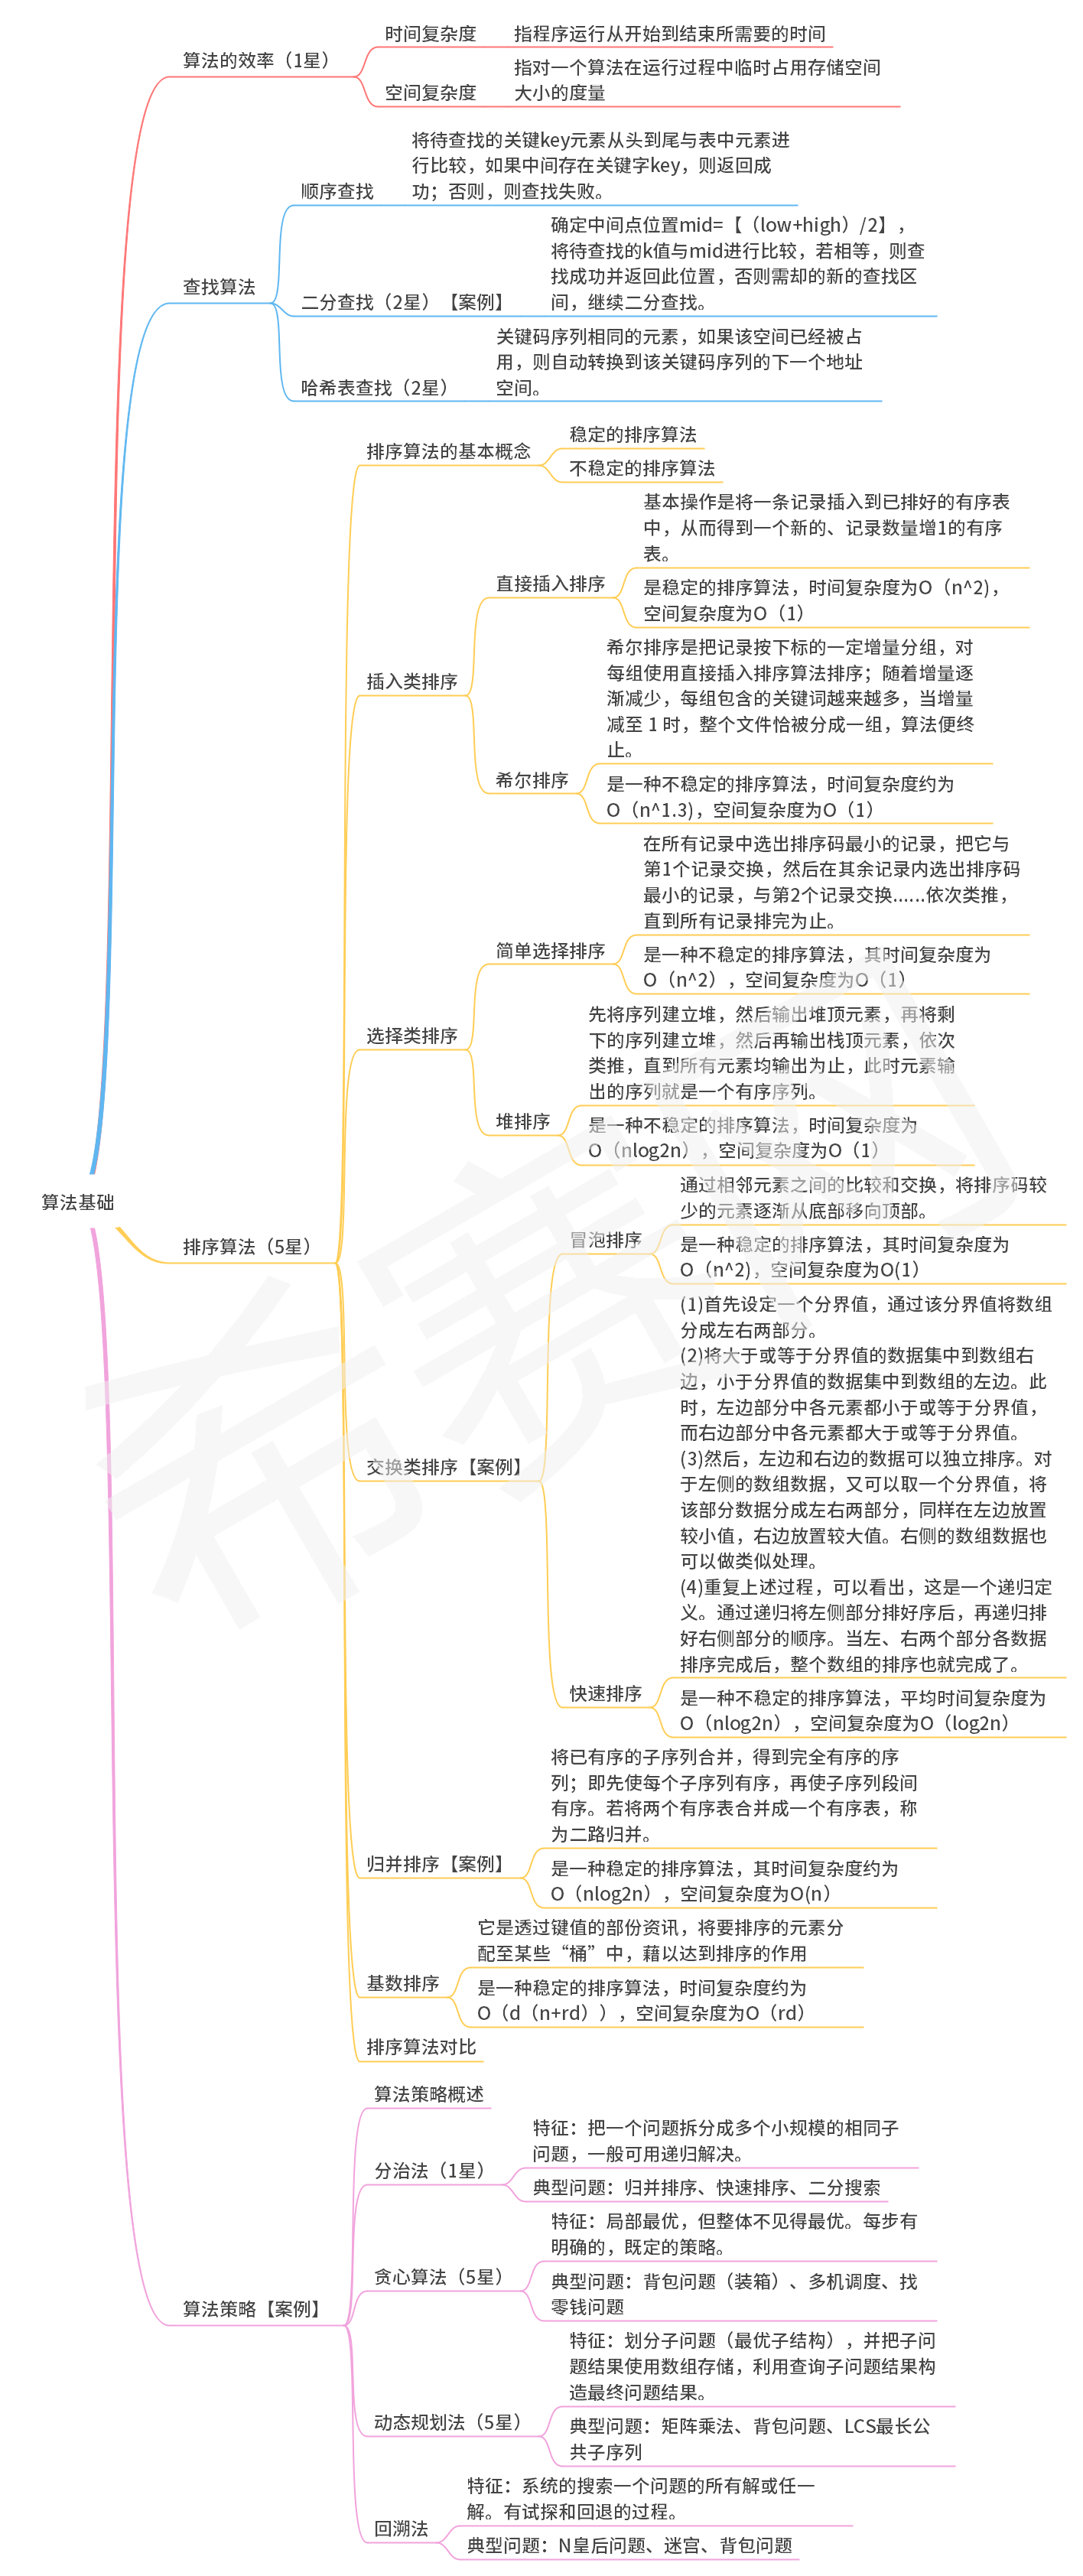 算法基础
算法的效率（1星）
时间复杂度
指程序运行从开始到结束所需要的时间
空间复杂度
指对一个算法在运行过程中临时占用存储空间
大小的度量
查找算法
顺序查找
将待查找的关键key元素从头到尾与表中元素进
行比较，如果中间存在关键字key，则返回成
功；否则，则查找失败。
二分查找（2星）【案例】
确定中间点位置mid=【（low+high）/2】，
将待查找的k值与mid进行比较，若相等，则查
找成功并返回此位置，否则需却的新的查找区
间，继续二分查找。
哈希表查找（2星）
关键码序列相同的元素，如果该空间已经被占
用，则自动转换到该关键码序列的下一个地址
空间。
排序算法（5星）
排序算法的基本概念
稳定的排序算法
不稳定的排序算法
插入类排序
直接插入排序
基本操作是将一条记录插入到已排好的有序表
中，从而得到一个新的、记录数量增1的有序
表。
是稳定的排序算法，时间复杂度为O（n^2)，
空间复杂度为O（1）
希尔排序
希尔排序是把记录按下标的一定增量分组，对
每组使用直接插入排序算法排序；随着增量逐
渐减少，每组包含的关键词越来越多，当增量
减至 1 时，整个文件恰被分成一组，算法便终
止。
是一种不稳定的排序算法，时间复杂度约为
O（n^1.3)，空间复杂度为O（1）
选择类排序
简单选择排序
在所有记录中选出排序码最小的记录，把它与
第1个记录交换，然后在其余记录内选出排序码
最小的记录，与第2个记录交换……依次类推，
直到所有记录排完为止。
是一种不稳定的排序算法，其时间复杂度为
O（n^2），空间复杂度为O（1）
堆排序
先将序列建立堆，然后输出堆顶元素，再将剩
下的序列建立堆，然后再输出栈顶元素，依次
类推，直到所有元素均输出为止，此时元素输
出的序列就是一个有序序列。
是一种不稳定的排序算法，时间复杂度为
O（nlog2n），空间复杂度为O（1）
交换类排序【案例】
冒泡排序
通过相邻元素之间的比较和交换，将排序码较
少的元素逐渐从底部移向顶部。
是一种稳定的排序算法，其时间复杂度为
O（n^2)，空间复杂度为O(1）
快速排序
(1)首先设定一个分界值，通过该分界值将数组
分成左右两部分。
(2)将大于或等于分界值的数据集中到数组右
边，小于分界值的数据集中到数组的左边。此
时，左边部分中各元素都小于或等于分界值，
而右边部分中各元素都大于或等于分界值。
(3)然后，左边和右边的数据可以独立排序。对
于左侧的数组数据，又可以取一个分界值，将
该部分数据分成左右两部分，同样在左边放置
较小值，右边放置较大值。右侧的数组数据也
可以做类似处理。
(4)重复上述过程，可以看出，这是一个递归定
义。通过递归将左侧部分排好序后，再递归排
好右侧部分的顺序。当左、右两个部分各数据
排序完成后，整个数组的排序也就完成了。
是一种不稳定的排序算法，平均时间复杂度为
O（nlog2n），空间复杂度为O（log2n）
归并排序【案例】
将已有序的子序列合并，得到完全有序的序
列；即先使每个子序列有序，再使子序列段间
有序。若将两个有序表合并成一个有序表，称
为二路归并。
是一种稳定的排序算法，其时间复杂度约为
O（nlog2n），空间复杂度为O(n）
基数排序
它是透过键值的部份资讯，将要排序的元素分
配至某些“桶”中，藉以达到排序的作用
是一种稳定的排序算法，时间复杂度约为
O（d（n+rd）），空间复杂度为O（rd）
排序算法对比
算法策略【案例】
算法策略概述
分治法（1星）
特征：把一个问题拆分成多个小规模的相同子
问题，一般可用递归解决。
典型问题：归并排序、快速排序、二分搜索
贪心算法（5星）
特征：局部最优，但整体不见得最优。每步有
明确的，既定的策略。
典型问题：背包问题（装箱）、多机调度、找
零钱问题
动态规划法（5星）
特征：划分子问题（最优子结构），并把子问
题结果使用数组存储，利用查询子问题结果构
造最终问题结果。
典型问题：矩阵乘法、背包问题、LCS最长公
共子序列
回溯法
特征：系统的搜索一个问题的所有解或任一
解。有试探和回退的过程。
典型问题：N皇后问题、迷宫、背包问题
希赛网